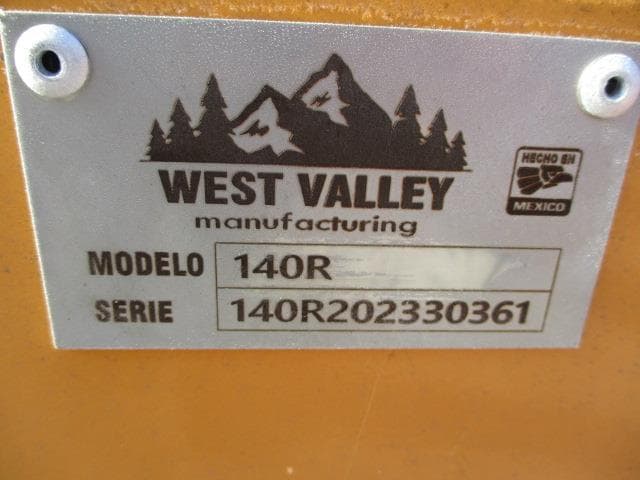 HECHO EN
MEXICO
WEST VALLEY
manufacturing
MODELO 140R
SERIE 140R202330361